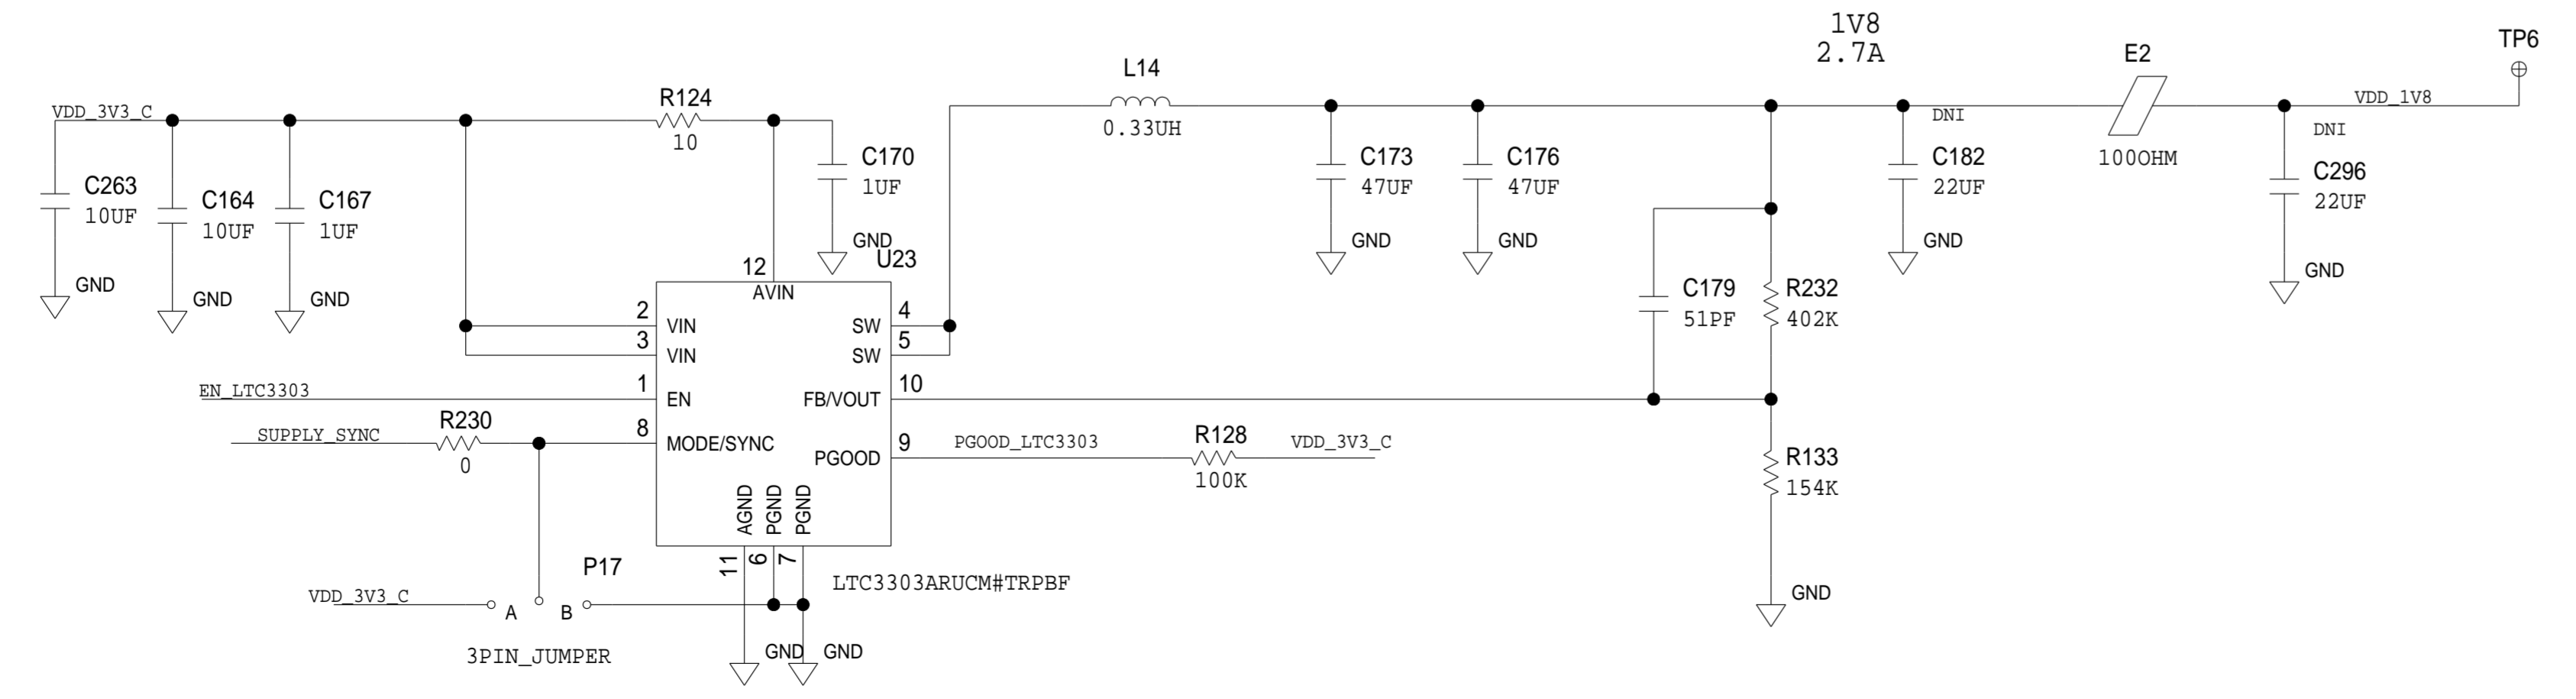 1V8
2.7A
TP6
E2
L14
R124
VDD_3V3_C
10
0.33UH
DNI
VDD_1V8
DNI
100OHM
C170
1UF
C173
47UF
C176
47UF
C182
22UF
C296
22UF
C263
10UF
C164
10UF
C167
1UF
GND
GND
GND
GND
GND
GND
GND
GND
U23
12
AVIN
C179
51PF
R232
402K
2
VIN
SW
4
3
VIN
SW
5
EN_LTC3303
1
EN
FB/VOUT
10
SUPPLY_SYNC
R230
0
8
MODE/SYNC
PGOOD
9
PGOOD_LTC3303
R128
100K
VDD_3V3_C
R133
154K
AGND
PGND
PGND
11
6
7
LTC3303ARUCM#TRPBF
P17
VDD_3V3_C
A
B
3PIN_JUMPER
GND
GND
GND